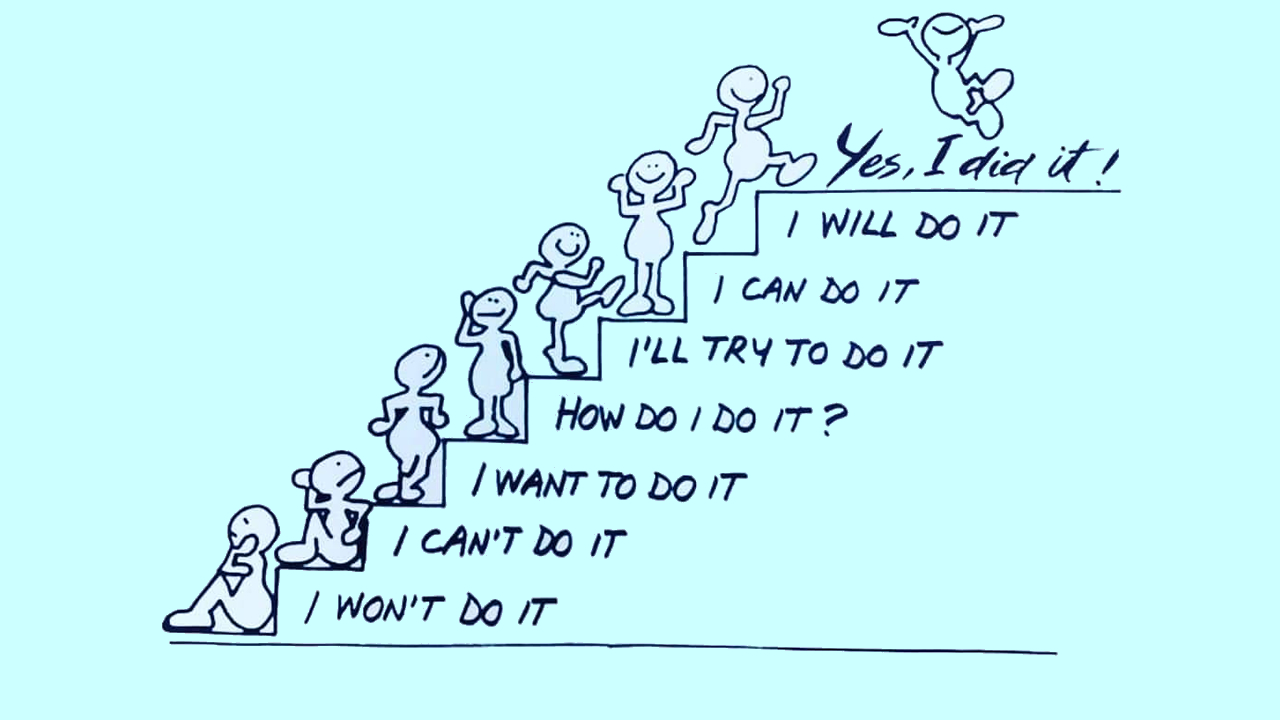 Yes, I did it!
I WILL DO IT
I CAN DO IT
I'LL TRY TO DO IT
HOW DO I DO IT?
I WANT TO DO IT
I CAN'T DO IT
I WON'T DO IT